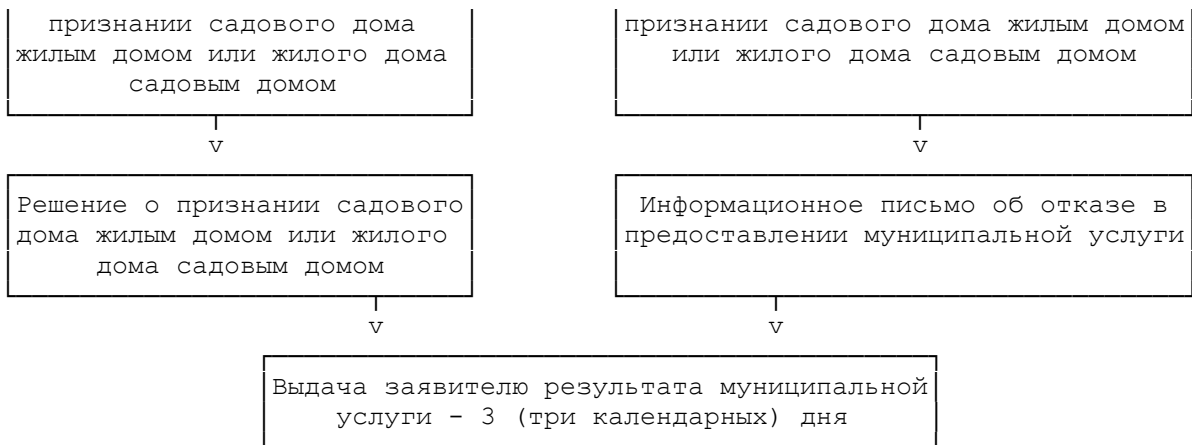 признании садового дома
жилым домом или жилого дома
садовым домом
признании садового дома жилым домом
или жилого дома садовым домом
v
v
Решение о признании садового
дома жилым домом или жилого
дома садовым домом
Информационное письмо об отказе в
предоставлении муниципальной услуги
v
v
Выдача заявителю результата муниципальной
услуги - 3 (три календарных) дня